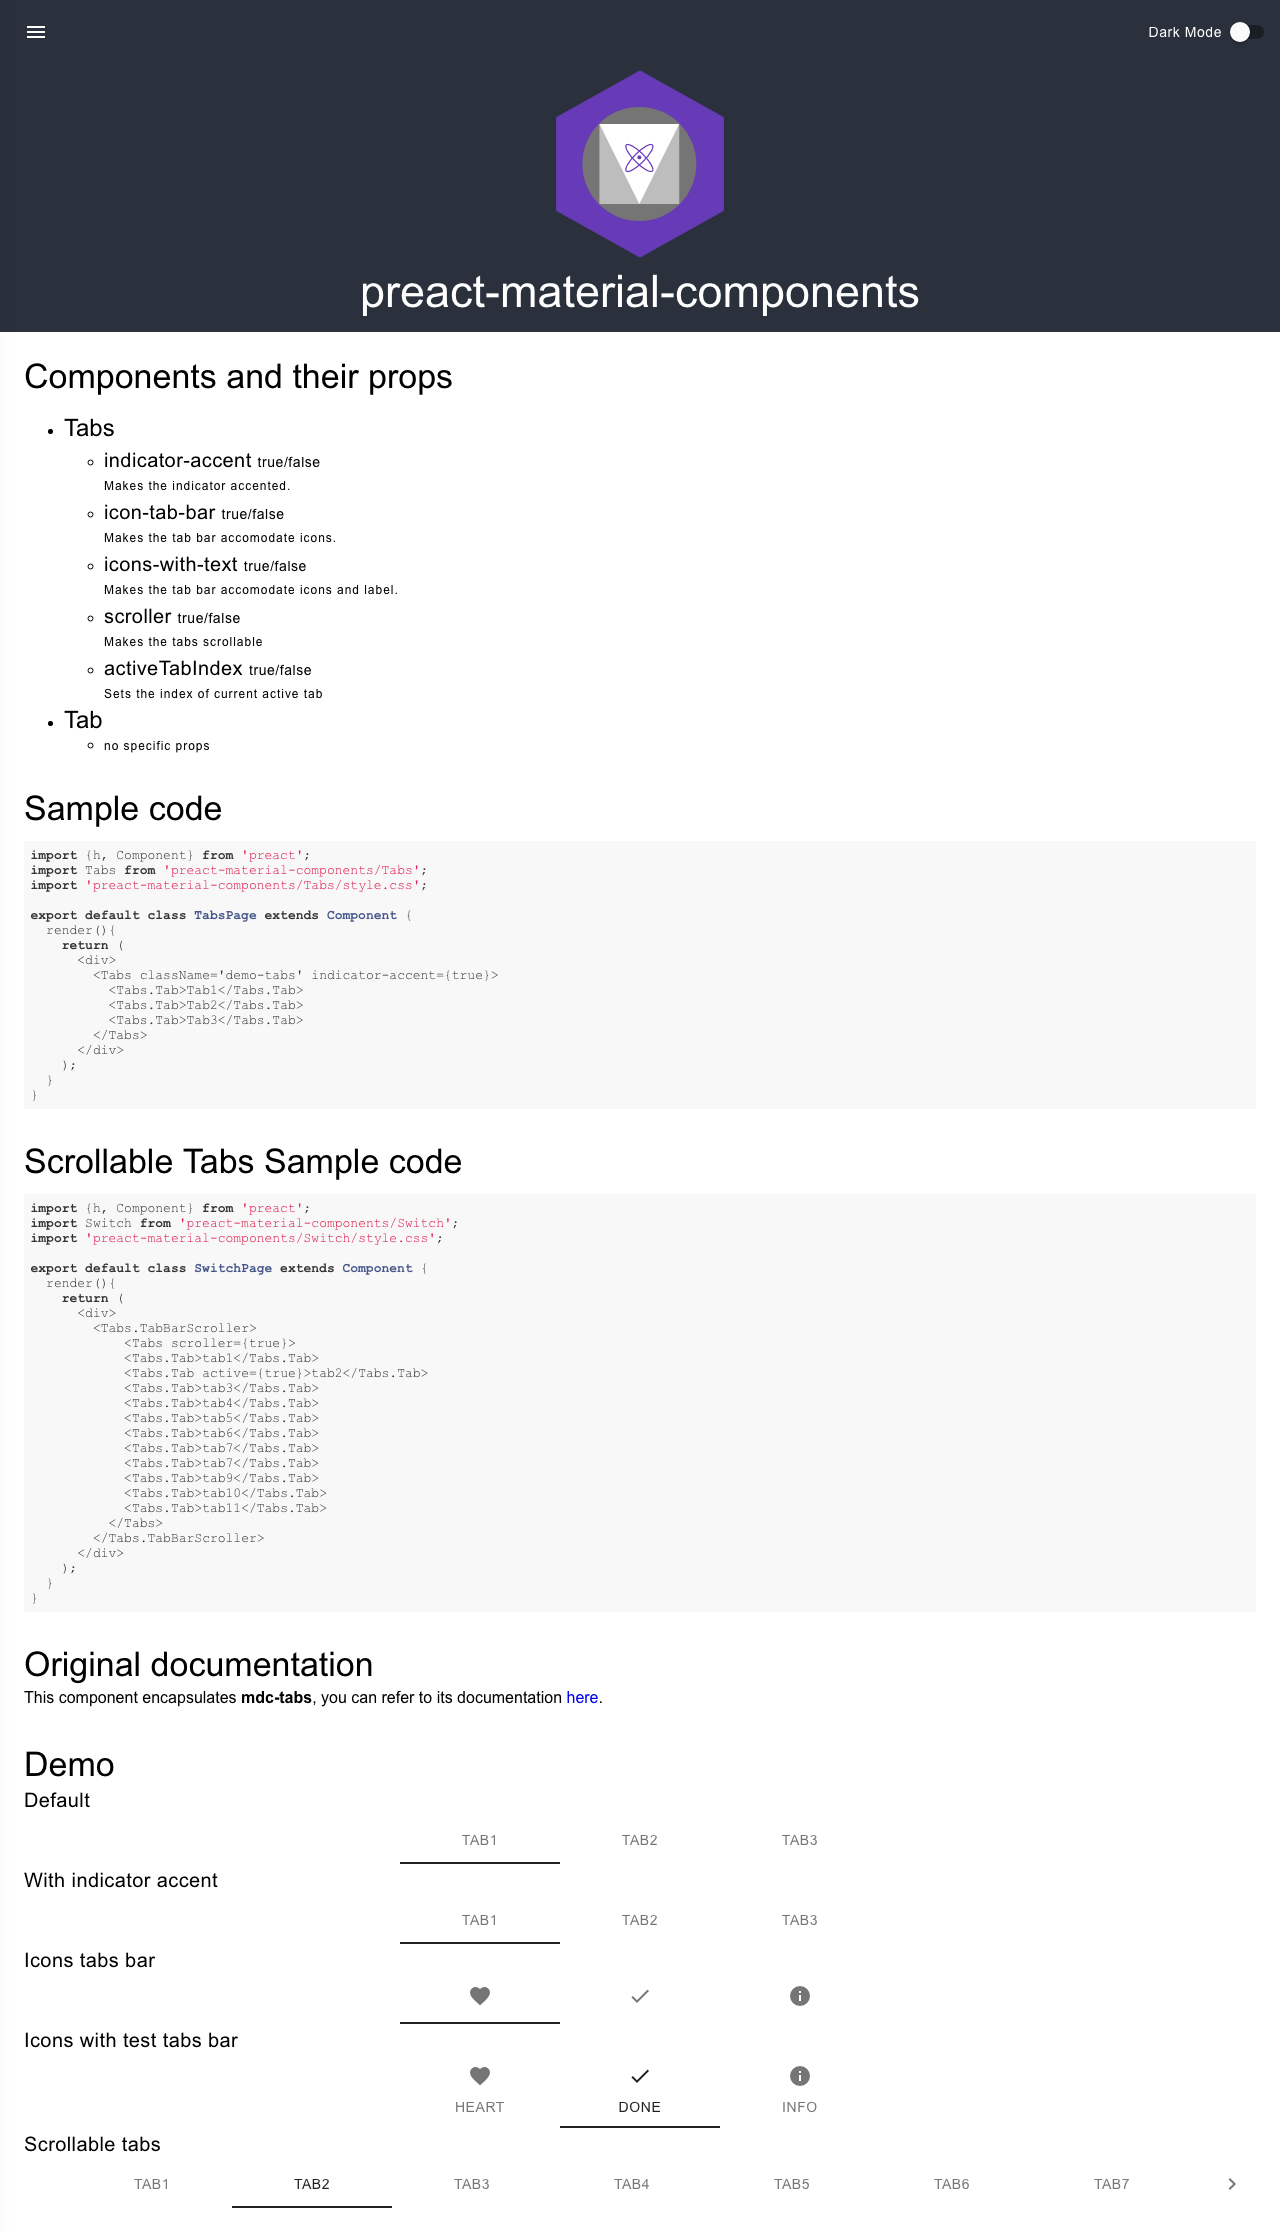 Dark Mode
preact-material-components
Components and their props
Tabs
indicator-accent true/false
Makes the indicator accented.
icon-tab-bar true/false
Makes the tab bar accomodate icons.
icons-with-text true/false
Makes the tab bar accomodate icons and label.
scroller true/false
Makes the tabs scrollable
activeTabIndex true/false
Sets the index of current active tab
Tab
no specific props
Sample code
import {h, Component} from 'preact';
import Tabs from 'preact-material-components/Tabs';
import 'preact-material-components/Tabs/style.css';
export default class TabsPage extends Component {
render(){
return (
<div>
<Tabs className='demo-tabs' indicator-accent={true}>
<Tabs.Tab>Tab1</Tabs.Tab>
<Tabs.Tab>Tab2</Tabs.Tab>
<Tabs.Tab>Tab3</Tabs.Tab>
</Tabs>
</div>
);
}
}
Scrollable Tabs Sample code
import {h, Component} from 'preact';
import Switch from 'preact-material-components/Switch';
import 'preact-material-components/Switch/style.css';
export default class SwitchPage extends Component {
render(){
return (
<div>
<Tabs.TabBarScroller>
<Tabs scroller={true}>
<Tabs.Tab>tab1</Tabs.Tab>
<Tabs.Tab active={true}>tab2</Tabs.Tab>
<Tabs.Tab>tab3</Tabs.Tab>
<Tabs.Tab>tab4</Tabs.Tab>
<Tabs.Tab>tab5</Tabs.Tab>
<Tabs.Tab>tab6</Tabs.Tab>
<Tabs.Tab>tab7</Tabs.Tab>
<Tabs.Tab>tab7</Tabs.Tab>
<Tabs.Tab>tab9</Tabs.Tab>
<Tabs.Tab>tab10</Tabs.Tab>
<Tabs.Tab>tab11</Tabs.Tab>
</Tabs>
</Tabs.TabBarScroller>
</div>
);
}
}
Original documentation
This component encapsulates mdc-tabs, you can refer to its documentation here.
Demo
Default
TAB1 TAB2 TAB3
With indicator accent
TAB1 TAB2 TAB3
Icons tabs bar
Icons with test tabs bar
HEART DONE INFO
Scrollable tabs
TAB1 TAB2 TAB3 TAB4 TAB5 TAB6 TAB7